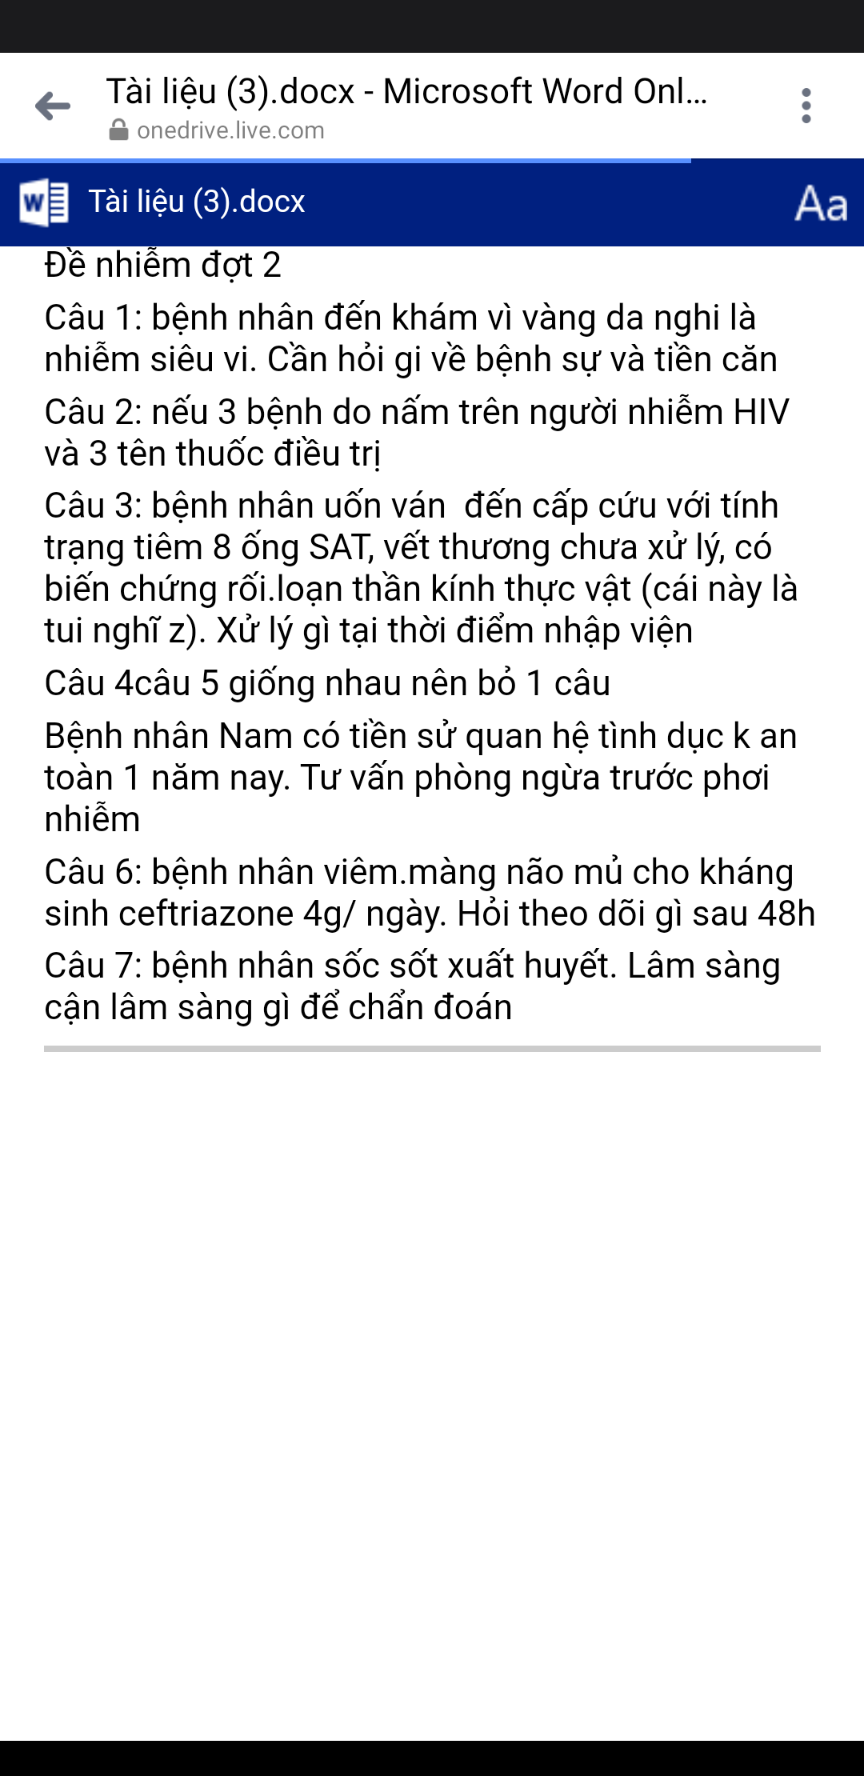 Tài liệu (3).docx - Microsoft Word Onl...
onedrive.live.com
W
Tài liệu (3).docx
Aa
Đề nhiễm đợt 2
Câu 1: bệnh nhân đến khám vì vàng da nghi là
nhiễm siêu vi. Cần hỏi gi về bệnh sự và tiền căn
Câu 2: nếu 3 bệnh do nấm trên người nhiễm HIV
và 3 tên thuốc điều trị
Câu 3: bệnh nhân uốn ván  đến cấp cứu với tính
trạng tiêm 8 ống SAT, vết thương chưa xử lý, có
biến chứng rối.loạn thần kính thực vật (cái này là
tui nghĩ z). Xử lý gì tại thời điểm nhập viện
Câu 4câu 5 giống nhau nên bỏ 1 câu
Bệnh nhân Nam có tiền sử quan hệ tình dục k an
toàn 1 năm nay. Tư vấn phòng ngừa trước phơi
nhiễm
Câu 6: bệnh nhân viêm.màng não mủ cho kháng
sinh ceftriazone 4g/ ngày. Hỏi theo dõi gì sau 48h
Câu 7: bệnh nhân sốc sốt xuất huyết. Lâm sàng
cận lâm sàng gì để chẩn đoán